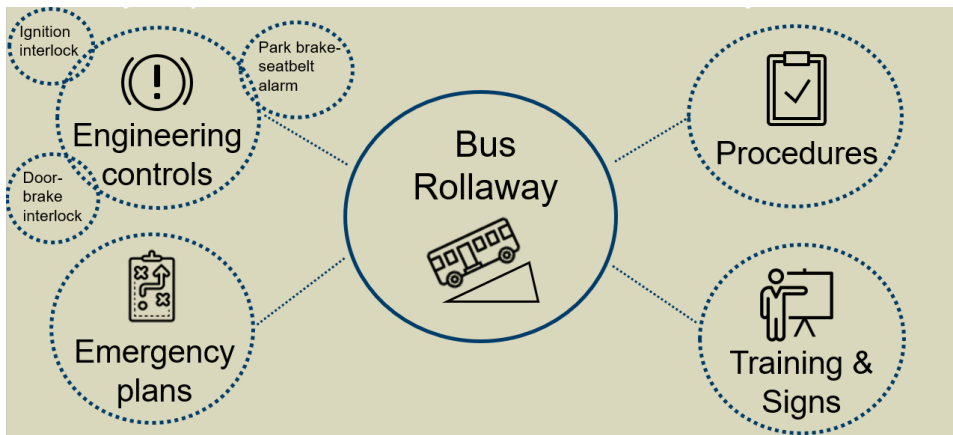 Ignition
interlock
Park brake-
seatbelt
alarm
Engineering
controls
Door-
brake
interlock
Bus
Rollaway
Procedures
Emergency
plans
Training &
Signs